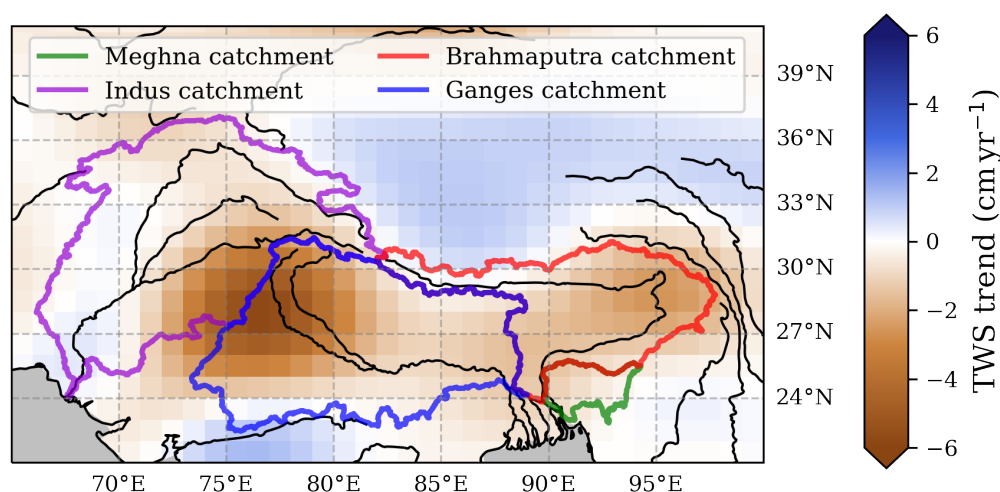 Meghna catchment
Brahmaputra catchment
Indus catchment
Ganges catchment
39°N
36°N
33°N
30°N
27°N
24°N
70°E 75°E 80°E 85°E 90°E 95°E
6
4
2
0
−2
−4
−6
TWS trend (cm yr⁻¹)